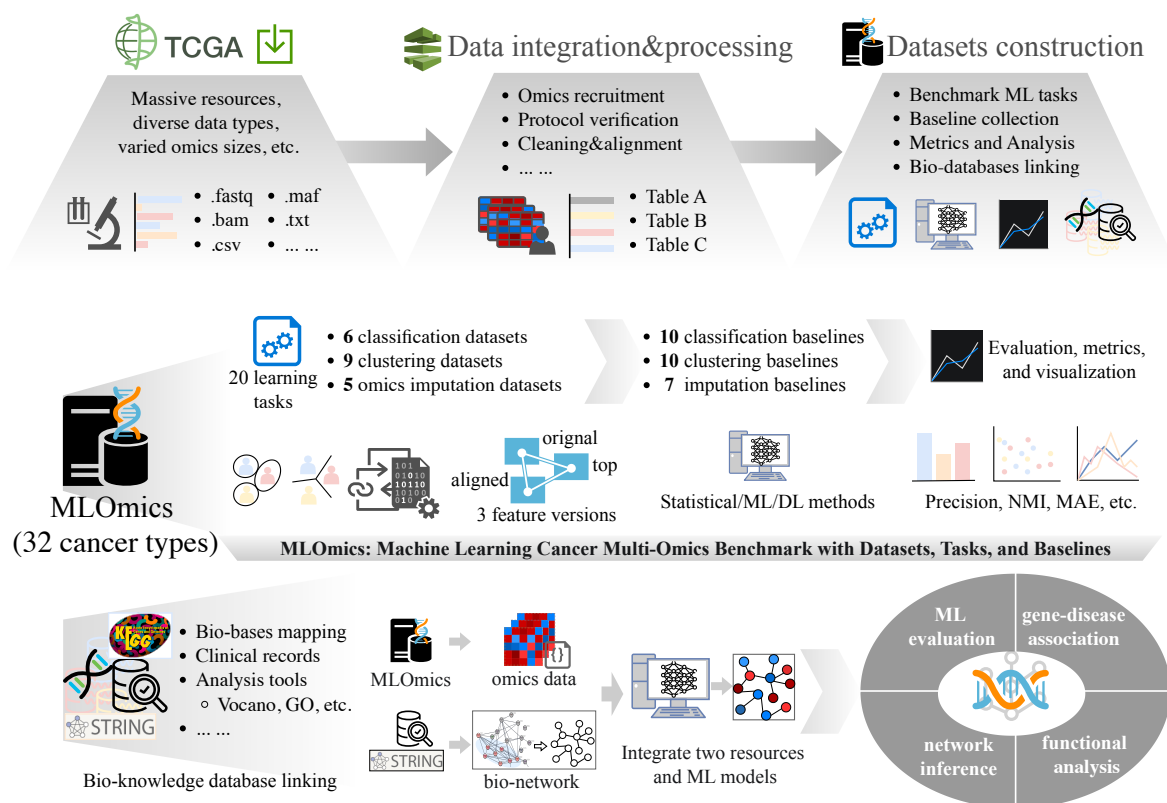 TCGA
Massive resources,
diverse data types,
varied omics sizes, etc.
• .fastq • .maf
• .bam • .txt
• .csv • ... ...
Data integration&processing
• Omics recruitment
• Protocol verification
• Cleaning&alignment
• ... ...
• Table A
• Table B
• Table C
Datasets construction
• Benchmark ML tasks
• Baseline collection
• Metrics and Analysis
• Bio-databases linking
MLOmics
(32 cancer types)
20 learning
tasks
• 6 classification datasets
• 9 clustering datasets
• 5 omics imputation datasets
• 10 classification baselines
• 10 clustering baselines
• 7 imputation baselines
Evaluation, metrics,
and visualization
101
010
10110
10100
010
orignal
top
aligned
3 feature versions
Statistical/ML/DL methods
Precision, NMI, MAE, etc.
MLOmics: Machine Learning Cancer Multi-Omics Benchmark with Datasets, Tasks, and Baselines
KEGG
STRING
• Bio-bases mapping
• Clinical records
• Analysis tools
○ Vocano, GO, etc.
• ... ...
Bio-knowledge database linking
MLOmics
{}
omics data
STRING
bio-network
Integrate two resources
and ML models
ML
evaluation
gene-disease
association
network
inference
functional
analysis